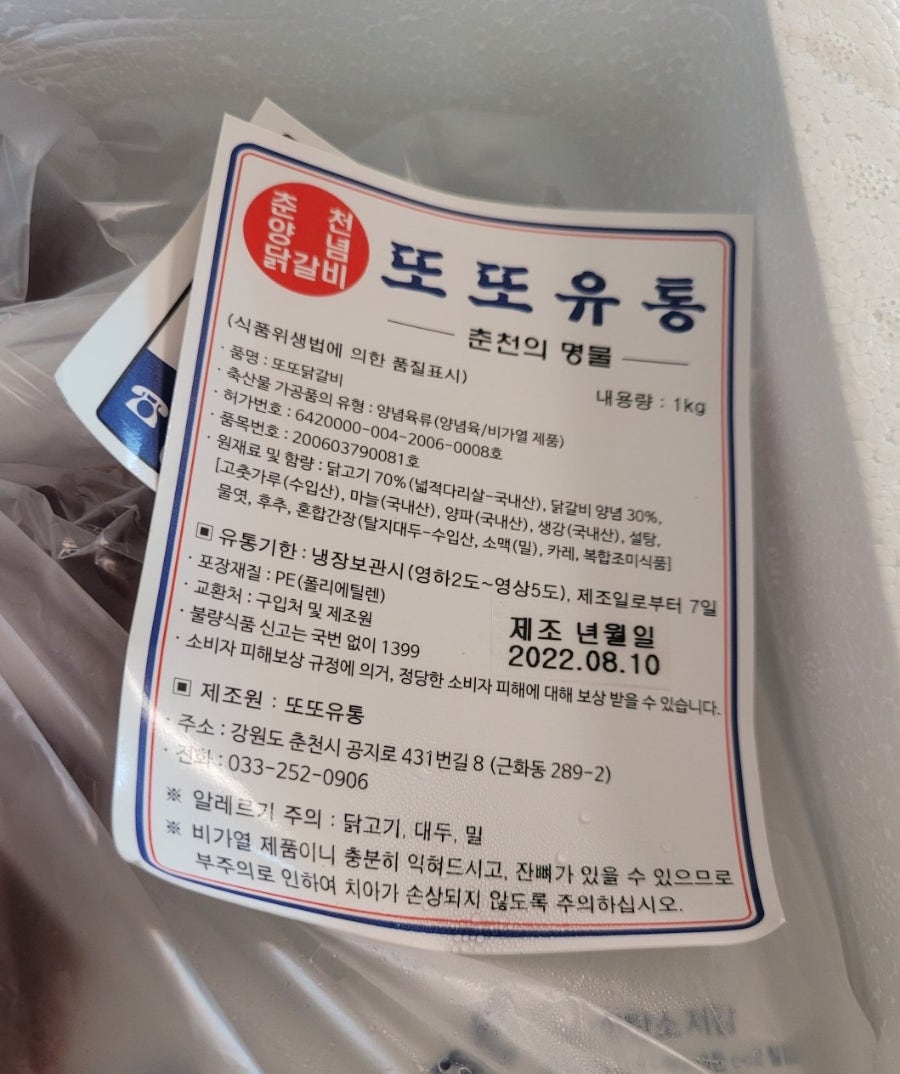 춘천
양념
닭갈비
또또유통
춘천의 명물
(식품위생법에 의한 품질표시)
내용량 : 1kg
· 품명 : 또또닭갈비
· 축산물 가공품의 유형 : 양념육류(양념육/비가열 제품)
· 허가번호 : 6420000-004-2006-0008호
· 품목번호 : 200603790081호
· 원재료 및 함량 : 닭고기 70%(넓적다리살-국내산), 닭갈비 양념 30%,
[고춧가루(수입산), 마늘(국내산), 양파(국내산), 생강(국내산), 설탕,
물엿, 후추, 혼합간장(탈지대두-수입산, 소맥(밀), 카레, 복합조미식품]
▣ 유통기한 : 냉장보관시(영하2도~영상5도), 제조일로부터 7일
· 포장재질 : PE(폴리에틸렌)
· 교환처 : 구입처 및 제조원
· 불량식품 신고는 국번 없이 1399
제조 년월일
2022.08.10
· 소비자 피해보상 규정에 의거, 정당한 소비자 피해에 대해 보상 받을 수 있습니다.
▣ 제조원 : 또또유통
· 주소 : 강원도 춘천시 공지로 431번길 8 (근화동 289-2)
· 전화 : 033-252-0906
※ 알레르기 주의 : 닭고기, 대두, 밀
※ 비가열 제품이니 충분히 익혀드시고, 잔뼈가 있을 수 있으므로
부주의로 인하여 치아가 손상되지 않도록 주의하십시오.